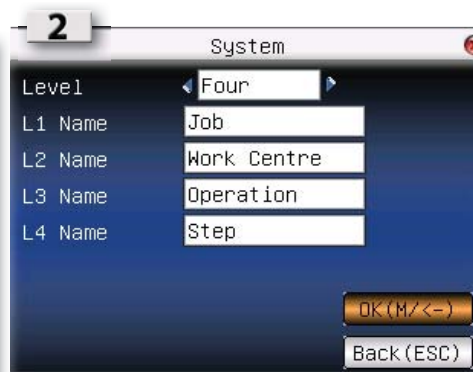 2
System
Level Four
L1 Name Job
L2 Name Work Centre
L3 Name Operation
L4 Name Step
OK(M/<-)
Back(ESC)